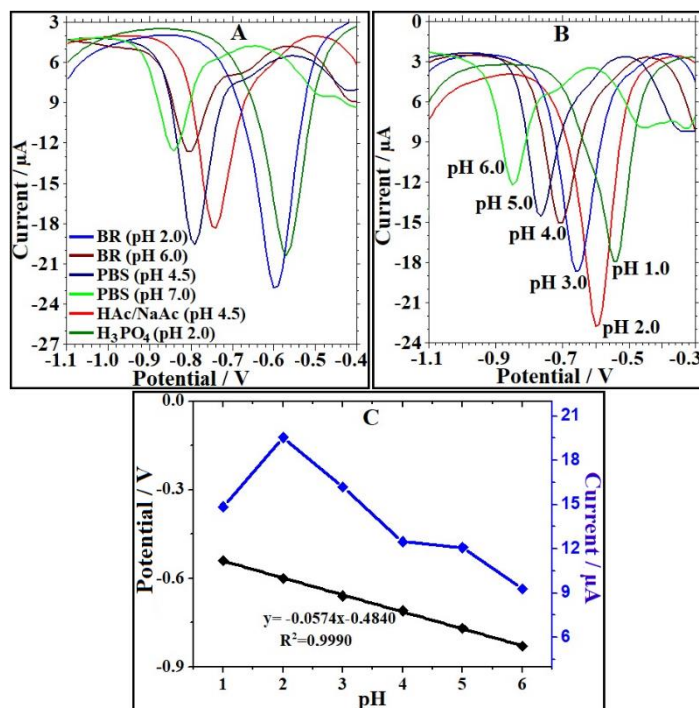 A
Current / µA
3
6
9
12
-15
-18
-21
-24
-27
BR (pH 2.0)
BR (pH 6.0)
PBS (pH 4.5)
PBS (pH 7.0)
HAc/NaAc (pH 4.5)
H₃PO₄ (pH 2.0)
-1.1 -1.0 -0.9 -0.8 -0.7 -0.6 -0.5 -0.4
Potential / V
B
Current / µA
0
-3
-6
-9
-12
-15
-18
-21
-24
pH 6.0
pH 5.0
pH 4.0
pH 3.0
pH 1.0
pH 2.0
-1.1 -0.9 -0.7 -0.5 -0.3
Potential / V
C
Potential / V
0.0
-0.3
-0.6
-0.9
Current / µA
21
18
15
12
9
6
y= -0.0574x-0.4840
R²=0.9990
1 2 3 4 5 6
pH